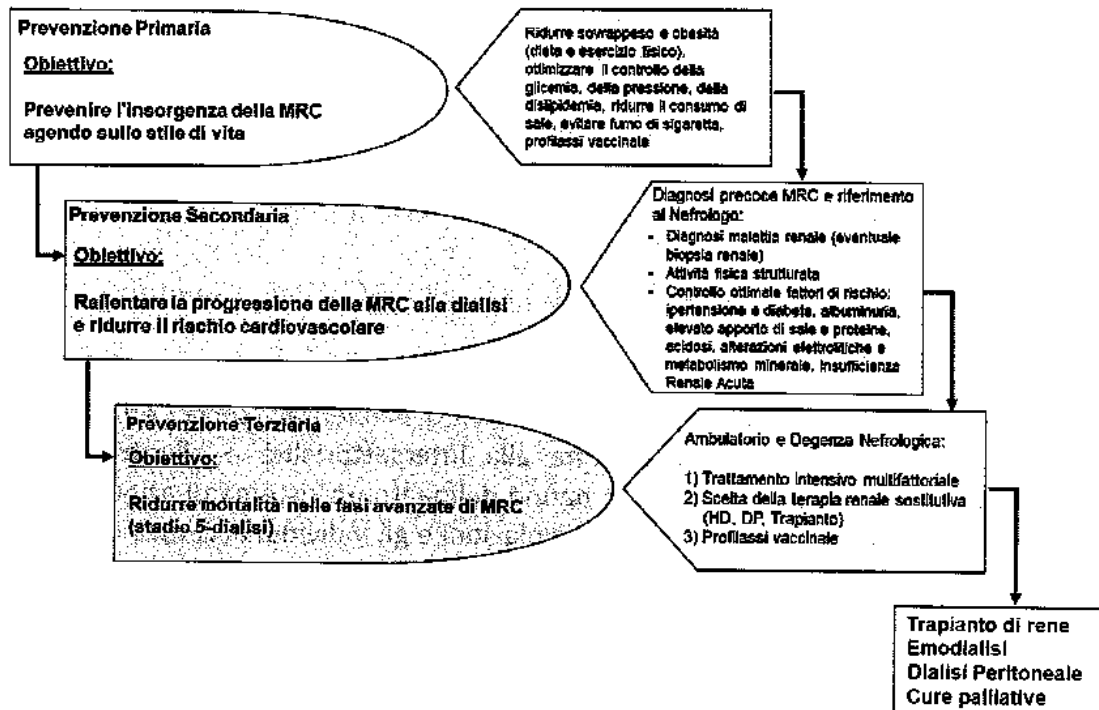 Prevenzione Primaria
Obiettivo:
Prevenire l'insorgenza della MRC
agendo sullo stile di vita
Ridurre sovrappeso e obesità
(dieta e esercizio fisico),
ottimizzare il controllo della
glicemia, della pressione, della
dislipidemia, ridurre il consumo di
sale, evitare fumo di sigaretta,
profilassi vaccinale
Prevenzione Secondaria
Obiettivo:
Rallentare la progressione della MRC alla dialisi
e ridurre il rischio cardiovascolare
Diagnosi precoce MRC e riferimento
al Nefrologo:
- Diagnosi malattia renale (eventuale
biopsia renale)
- Attività fisica strutturata
- Controllo ottimale fattori di rischio:
ipertensione e diabete, albuminuria,
elevato apporto di sale e proteine,
acidosi, alterazioni elettrolitiche e
metabolismo minerale, Insufficienza
Renale Acuta
Prevenzione Terziaria
Obiettivo:
Ridurre mortalità nelle fasi avanzate di MRC
(stadio 5-dialisi)
Ambulatorio e Degenza Nefrologica:
1) Trattamento intensivo multifattoriale
2) Scelta della terapia renale sostitutiva
(HD, DP, Trapianto)
3) Profilassi vaccinale
Trapianto di rene
Emodialisi
Dialisi Peritoneale
Cure palliative